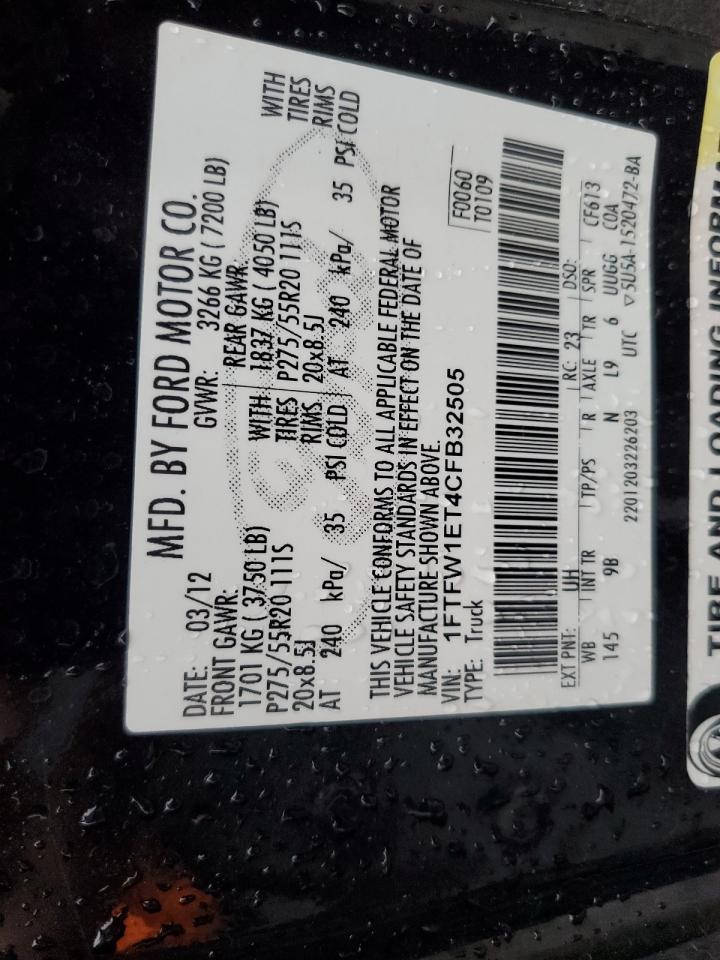 MFD. BY FORD MOTOR CO.
DATE: 03/12 GVWR: 3266 KG ( 7200 LB)
FRONT GAWR: REAR GAWR:
1701 KG ( 3750 LB) WITH 1837 KG ( 4050 LB) WITH
P275/55R20 111S TIRES P275/55R20 111S TIRES
20x8.5J RIMS 20x8.5J RIMS
AT 240 kPa/ 35 PSI COLD AT 240 kPa/ 35 PSI COLD
THIS VEHICLE CONFORMS TO ALL APPLICABLE FEDERAL MOTOR
VEHICLE SAFETY STANDARDS IN EFFECT ON THE DATE OF
MANUFACTURE SHOWN ABOVE.
VIN: 1FTFW1ET4CFB32505 F0060
TYPE: Truck T0109
EXT PNT: UH RC: 23 DSO:
WB INT TR TP/PS R AXLE TR SPR CF613
145 9B N L9 6 UUGG COA
2201203226203 UTC ▽5U5A-1520472-BA
TIRE AND LOADING INFORMAT